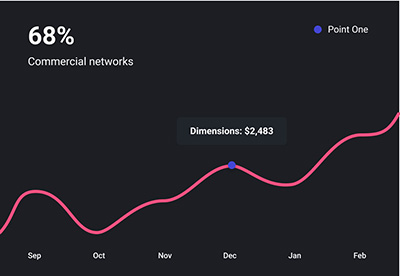 68%
Commercial networks
Point One
Dimensions: $2,483
Sep Oct Nov Dec Jan Feb